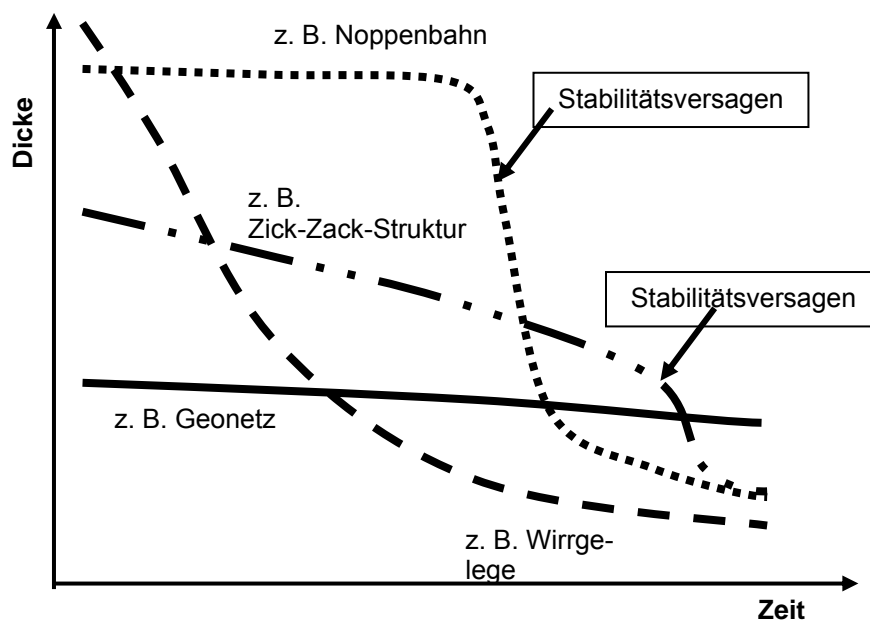 z. B. Noppenbahn
Stabilitätsversagen
Dicke
z. B.
Zick-Zack-Struktur
Stabilitätsversagen
z. B. Geonetz
z. B. Wirrge-
lege
Zeit